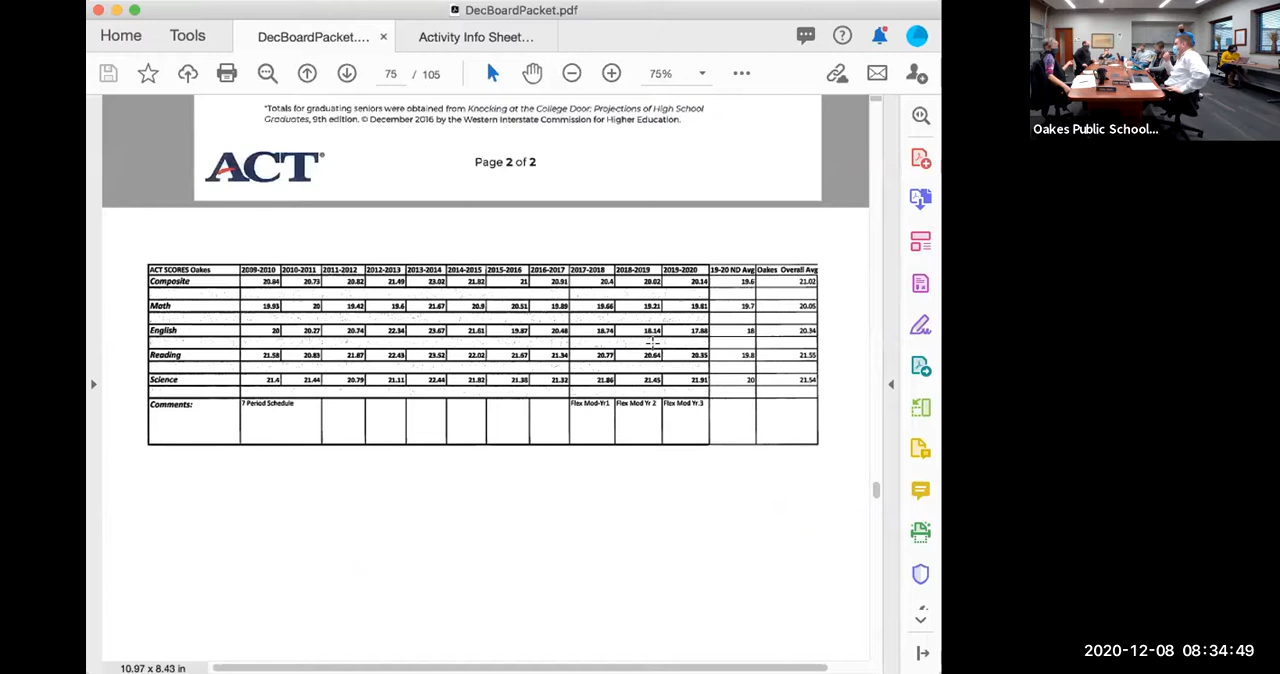 DecBoardPacket.pdf
Home Tools DecBoardPacket.... × Activity Info Sheet...
75 / 105 75%
*Totals for graduating seniors were obtained from Knocking at the College Door: Projections of High School
Graduates, 9th edition. © December 2016 by the Western Interstate Commission for Higher Education.
ACT® Page 2 of 2
ACT SCORES Oakes 2009-2010 2010-2011 2011-2012 2012-2013 2013-2014 2014-2015 2015-2016 2016-2017 2017-2018 2018-2019 2019-2020 19-20 ND Avg Oakes Overall Avg
Composite 20.84 20.73 20.82 21.49 23.02 21.82 21 20.91 20.4 20.02 20.14 19.6 21.02
Math 19.93 20 19.42 19.6 21.67 20.9 20.51 19.89 19.66 19.21 19.81 19.7 20.05
English 20 20.27 20.74 22.34 23.67 21.61 19.87 20.48 18.74 18.14 17.88 18 20.34
Reading 21.58 20.83 21.87 22.43 23.52 22.02 21.67 21.34 20.77 20.64 20.35 19.8 21.55
Science 21.4 21.44 20.79 21.11 22.44 21.82 21.38 21.32 21.86 21.45 21.91 20 21.54
Comments: 7 Period Schedule Flex Mod-Yr1 Flex Mod Yr 2 Flex Mod Yr.3
10.97 x 8.43 in
Oakes Public School...
2020-12-08 08:34:49